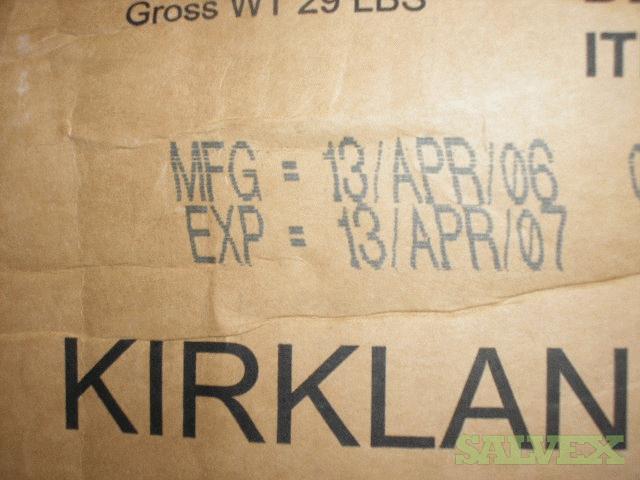 Gross WT 29 LBS
IT
MFG = 13/APR/06
EXP = 13/APR/07
KIRKLAN
SALVEX